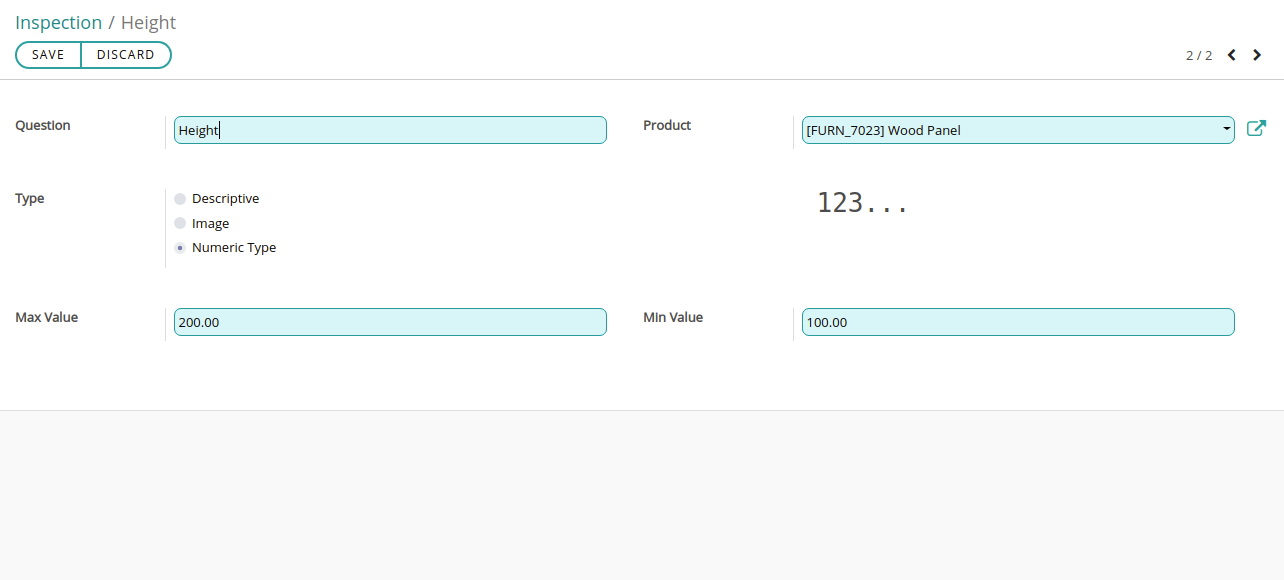 Inspection / Height
SAVE DISCARD 2 / 2
Question Height Product [FURN_7023] Wood Panel
Type Descriptive 123...
Image
Numeric Type
Max Value 200.00 Min Value 100.00